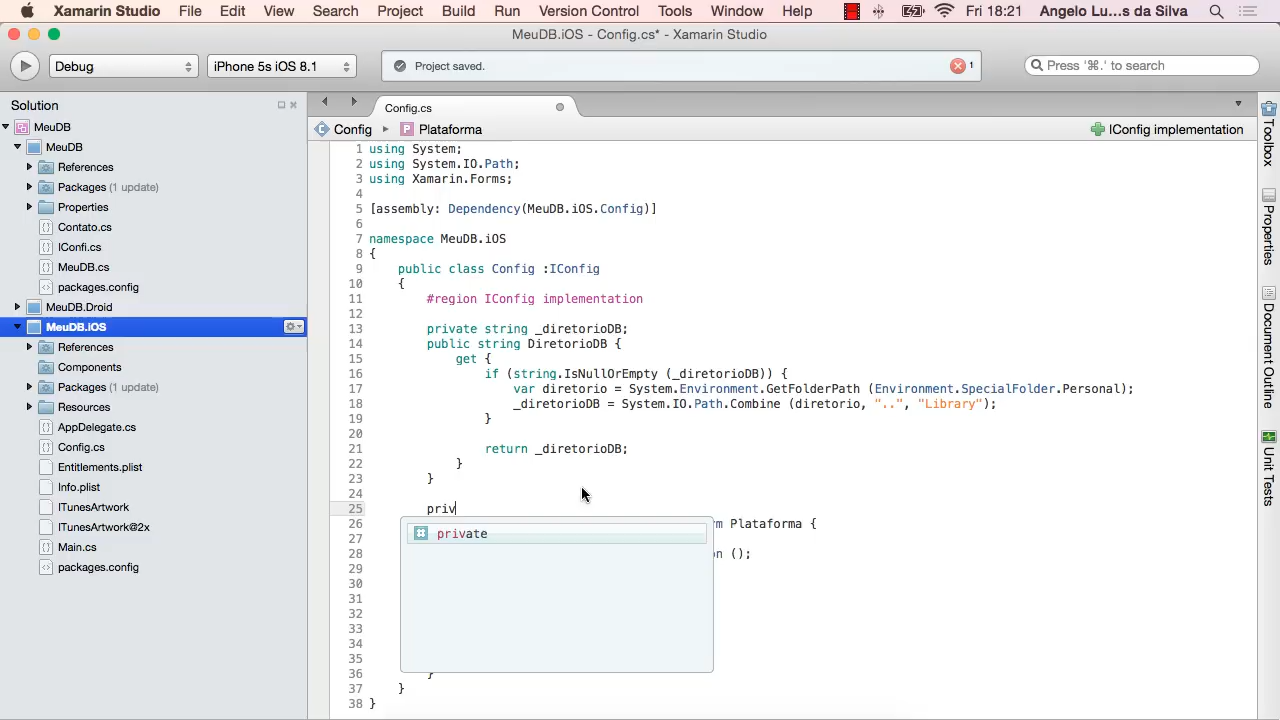 Xamarin Studio File Edit View Search Project Build Run Version Control Tools Window Help Fri 18:21 Angelo Lu...s da Silva
MeuDB.iOS - Config.cs* - Xamarin Studio
Debug
iPhone 5s iOS 8.1
Project saved.
1
Press '⌘.' to search
Solution
MeuDB
MeuDB
References
Packages (1 update)
Properties
Contato.cs
IConfi.cs
MeuDB.cs
packages.config
MeuDB.Droid
MeuDB.iOS
References
Components
Packages (1 update)
Resources
AppDelegate.cs
Config.cs
Entitlements.plist
Info.plist
ITunesArtwork
ITunesArtwork@2x
Main.cs
packages.config
Config.cs
Config
Plataforma
IConfig implementation
1 using System;
2 using System.IO.Path;
3 using Xamarin.Forms;
4
5 [assembly: Dependency(MeuDB.iOS.Config)]
6
7 namespace MeuDB.iOS
8 {
9 public class Config :IConfig
10 {
11 #region IConfig implementation
12
13 private string _diretorioDB;
14 public string DiretorioDB {
15 get {
16 if (string.IsNullOrEmpty (_diretorioDB)) {
17 var diretorio = System.Environment.GetFolderPath (Environment.SpecialFolder.Personal);
18 _diretorioDB = System.IO.Path.Combine (diretorio, "..", "Library");
19 }
20
21 return _diretorioDB;
22 }
23 }
24
25 priv
26 m Plataforma {
27
28 n ();
29
30
31
32
33
34
35
36 }
37 }
38 }
private
Toolbox
Properties
Document Outline
Unit Tests